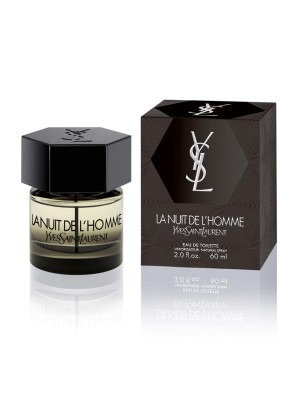 LA NUIT DE L'HOMME
YVESSAINTLAURENT
YSL
LA NUIT DE L'HOMME
YVESSAINTLAURENT
EAU DE TOILETTE
VAPORISATEUR NATURAL SPRAY
2.0 fl.oz. 60 ml